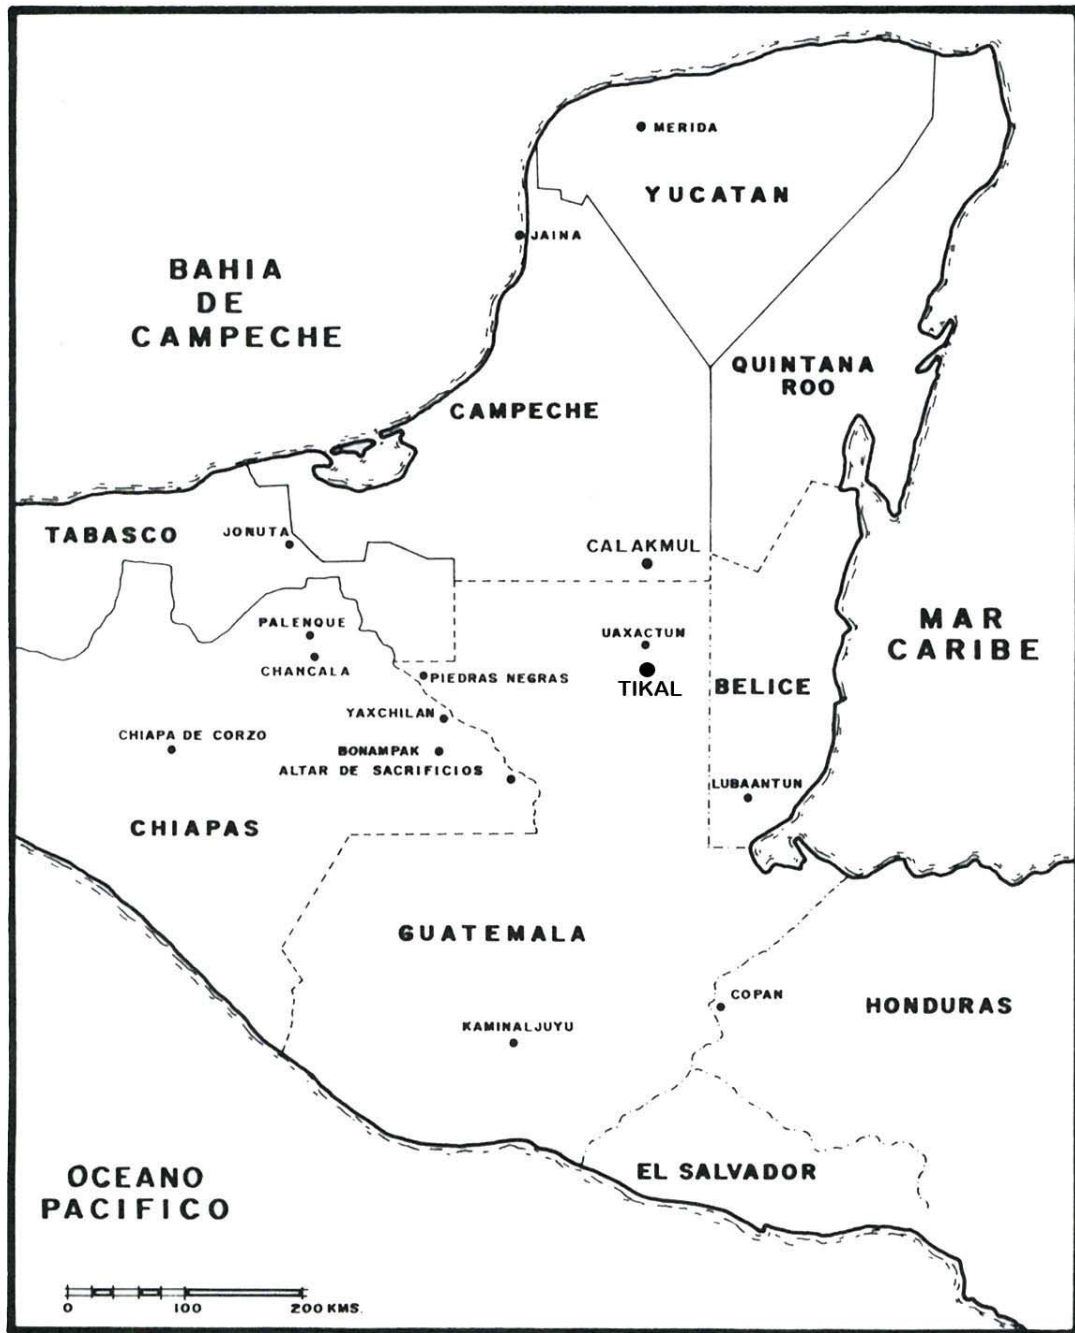 MERIDA
YUCATAN
JAINA
BAHIA
DE
CAMPECHE
QUINTANA
ROO
CAMPECHE
TABASCO
JONUTA
CALAKMUL
MAR
CARIBE
PALENQUE
UAXACTUN
CHANCALA
PIEDRAS NEGRAS
TIKAL
BELICE
YAXCHILAN
CHIAPA DE CORZO
BONAMPAK
ALTAR DE SACRIFICIOS
LUBAANTUN
CHIAPAS
GUATEMALA
COPAN
HONDURAS
KAMINALJUYU
EL SALVADOR
OCEANO
PACIFICO
0 100 200 KMS.